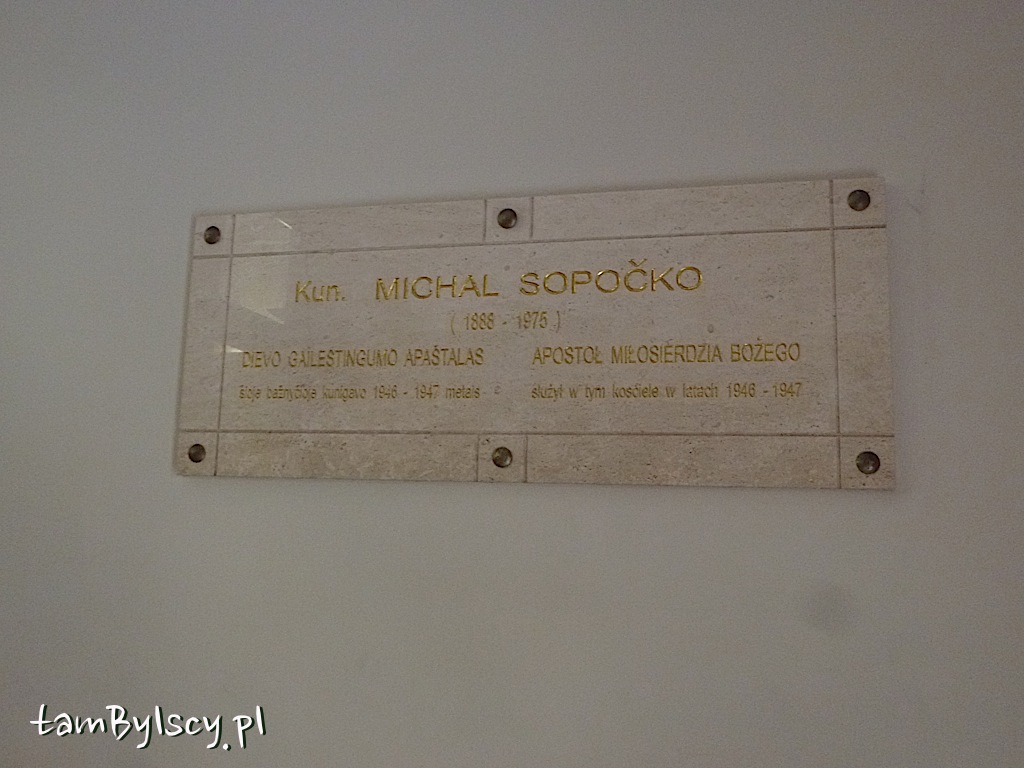 Kun. MICHAL SOPOČKO
( 1888 - 1975 )
DIEVO GAILESTINGUMO APAŠTALAS
šioje bažnyčioje kunigavo 1946 - 1947 metais
APOSTOŁ MIŁOSIERDZIA BOŻEGO
służył w tym kościele w latach 1946 - 1947
tamBylscy.pl